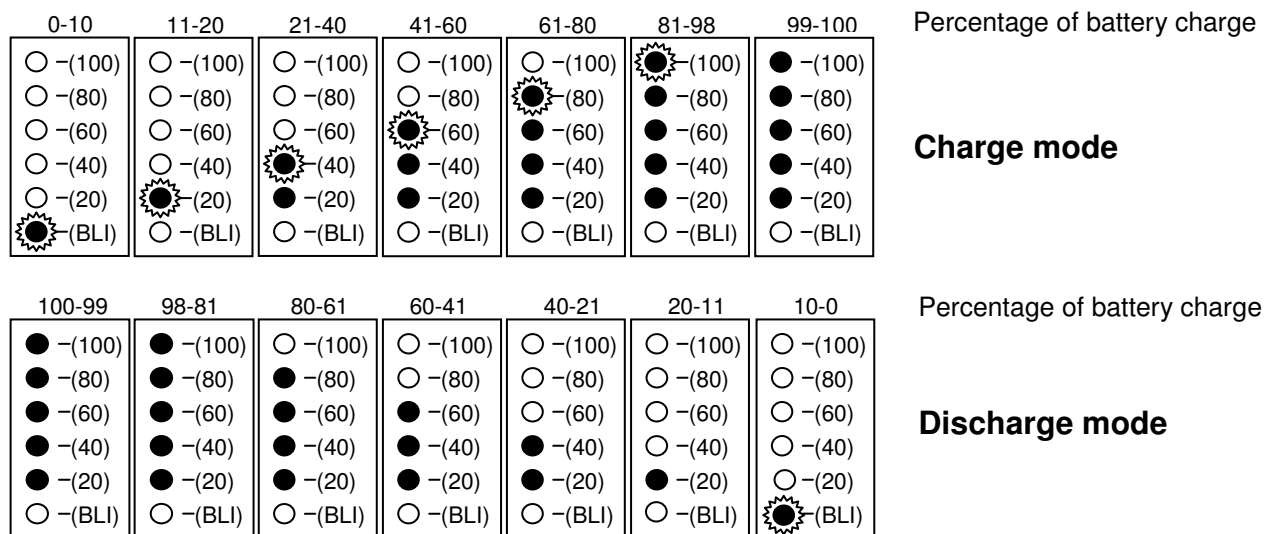 0-10 11-20 21-40 41-60 61-80 81-98 99-100 Percentage of battery charge
–(100) –(100) –(100) –(100) –(100) –(100) –(100)
–(80) –(80) –(80) –(80) –(80) –(80) –(80)
–(60) –(60) –(60) –(60) –(60) –(60) –(60)
Charge mode
–(40) –(40) –(40) –(40) –(40) –(40) –(40)
–(20) –(20) –(20) –(20) –(20) –(20) –(20)
–(BLI) –(BLI) –(BLI) –(BLI) –(BLI) –(BLI) –(BLI)
100-99 98-81 80-61 60-41 40-21 20-11 10-0 Percentage of battery charge
–(100) –(100) –(100) –(100) –(100) –(100) –(100)
–(80) –(80) –(80) –(80) –(80) –(80) –(80)
–(60) –(60) –(60) –(60) –(60) –(60) –(60)
Discharge mode
–(40) –(40) –(40) –(40) –(40) –(40) –(40)
–(20) –(20) –(20) –(20) –(20) –(20) –(20)
–(BLI) –(BLI) –(BLI) –(BLI) –(BLI) –(BLI) –(BLI)